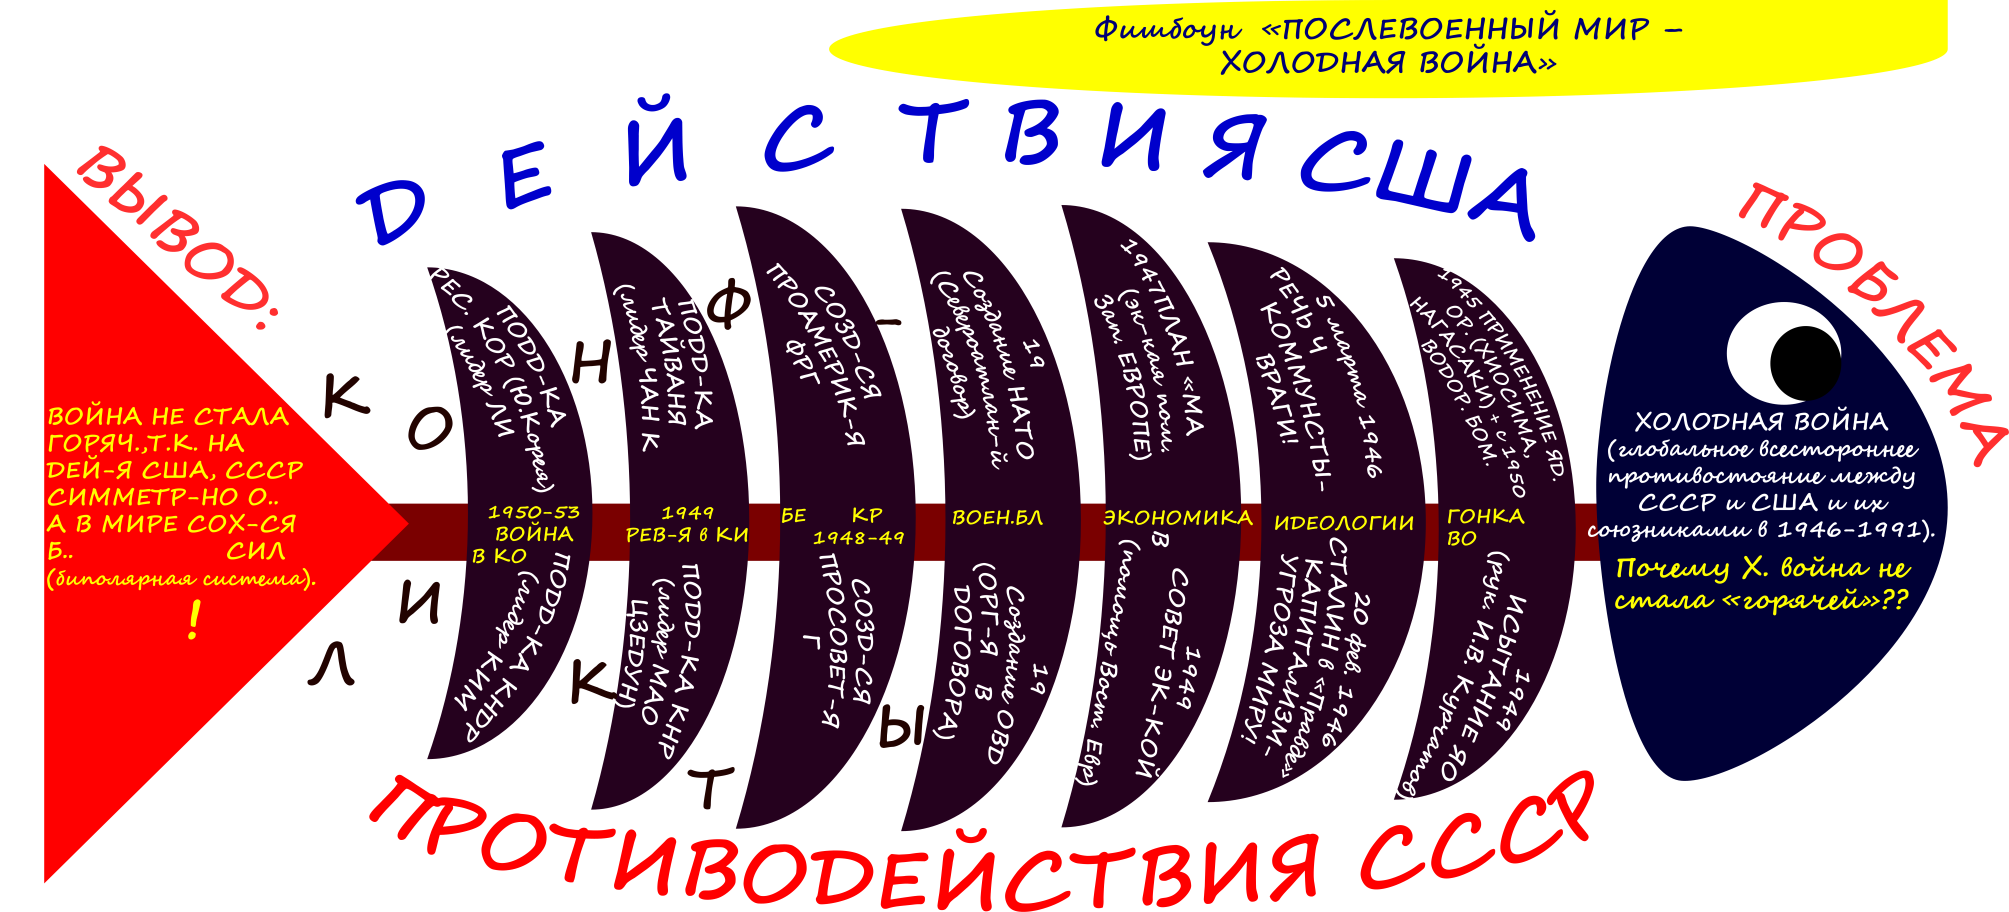 Фишбоун «ПОСЛЕВОЕННЫЙ МИР –
ХОЛОДНАЯ ВОЙНА»
ДЕЙСТВИЯ США
ВЫВОД:
ПРОБЛЕМА
КОНФ-
ЛИКТЫ
ВОЙНА НЕ СТАЛА
ГОРЯЧ.,Т.К. НА
ДЕЙ-Я США, СССР
СИММЕТР-НО О..
А В МИРЕ СОХ-СЯ
Б.. СИЛ
(биполярная система).
!
ПОДД-КА
РЕС. КОР (Ю.Корея)
(лидер ЛИ
1950-53
ВОЙНА
В КО
ПОДД-КА КНДР
(лидер КИМ
ПОДД-КА
ТАЙВАНЯ
(лидер ЧАН К
1949
РЕВ-Я в КИ
ПОДД-КА КНР
(лидер МАО
ЦЗЕДУН)
СОЗД-СЯ
ПРОАМЕРИК-Я
ФРГ
БЕ КР
1948-49
СОЗД-СЯ
ПРОСОВЕТ-Я
Г
19
Создание НАТО
(Североатлан-й
договор)
ВОЕН.БЛ
19
Создание ОВД
(ОРГ-Я В
ДОГОВОРА)
1947ПЛАН «МА
(эк-кая пом.
Зап. ЕВРОПЕ)
ЭКОНОМИКА
1949
СОВЕТ ЭК-КОЙ
В
(помощь Вост. Евр)
5 марта 1946
РЕЧЬ Ч
КОММУНСТЫ-
ВРАГИ!
ИДЕОЛОГИИ
20 фев. 1946
СТАЛИН в «Правде»
КАПИТАЛИЗМ-
УГРОЗА МИРУ!
1945 ПРИМЕНЕНИЕ ЯД.
ОР. (ХИОСИМА,
НАГАСАКИ) + с 1950
ВОДОР. БОМ.
ГОНКА
ВО
1949
ИСЫТАНИЕ ЯО
(рук. И.В. Курчатов)
ХОЛОДНАЯ ВОЙНА
(глобальное всестороннее
противостояние между
СССР и США и их
союзниками в 1946-1991).
Почему Х. война не
стала «горячей»??
ПРОТИВОДЕЙСТВИЯ СССР